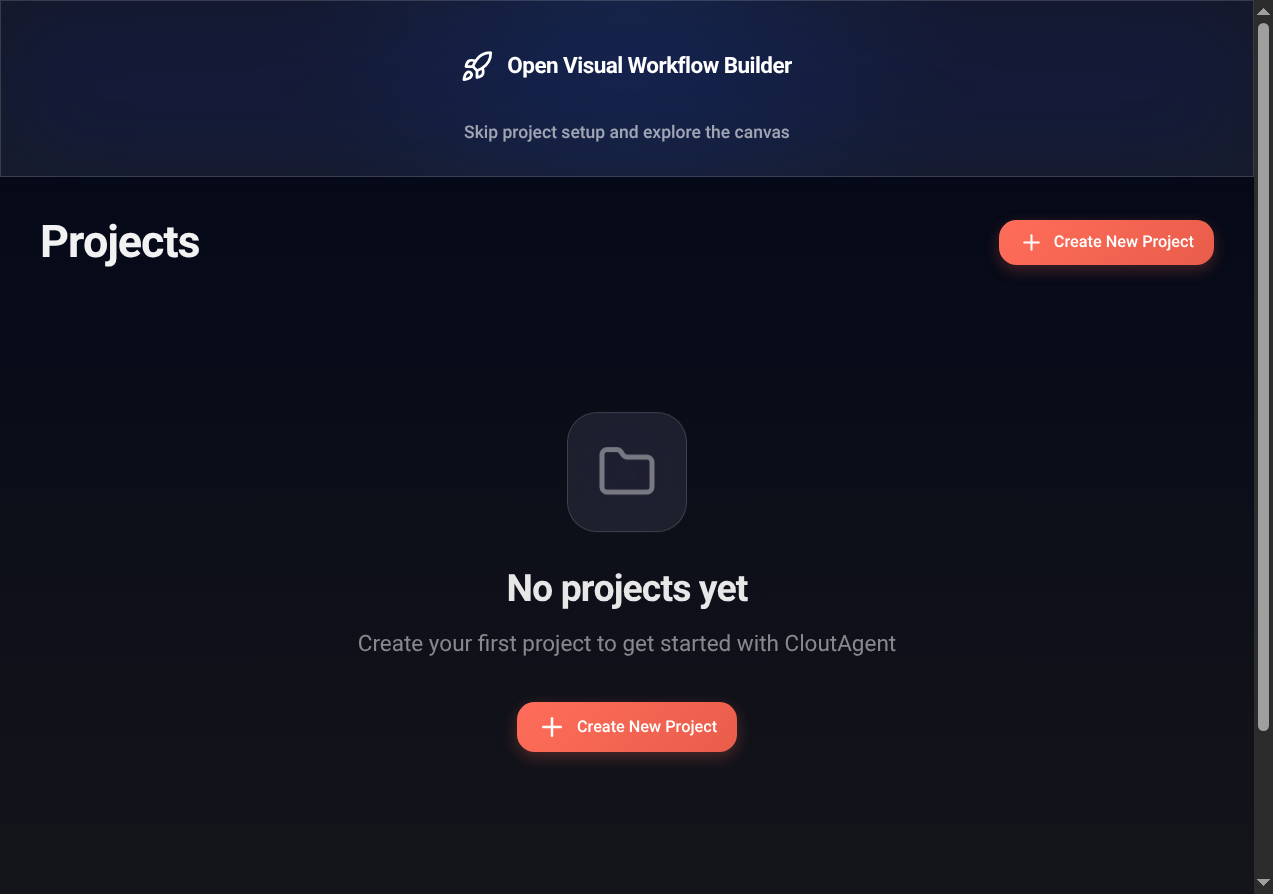 Open Visual Workflow Builder
Skip project setup and explore the canvas
Projects
Create New Project
No projects yet
Create your first project to get started with CloutAgent
Create New Project